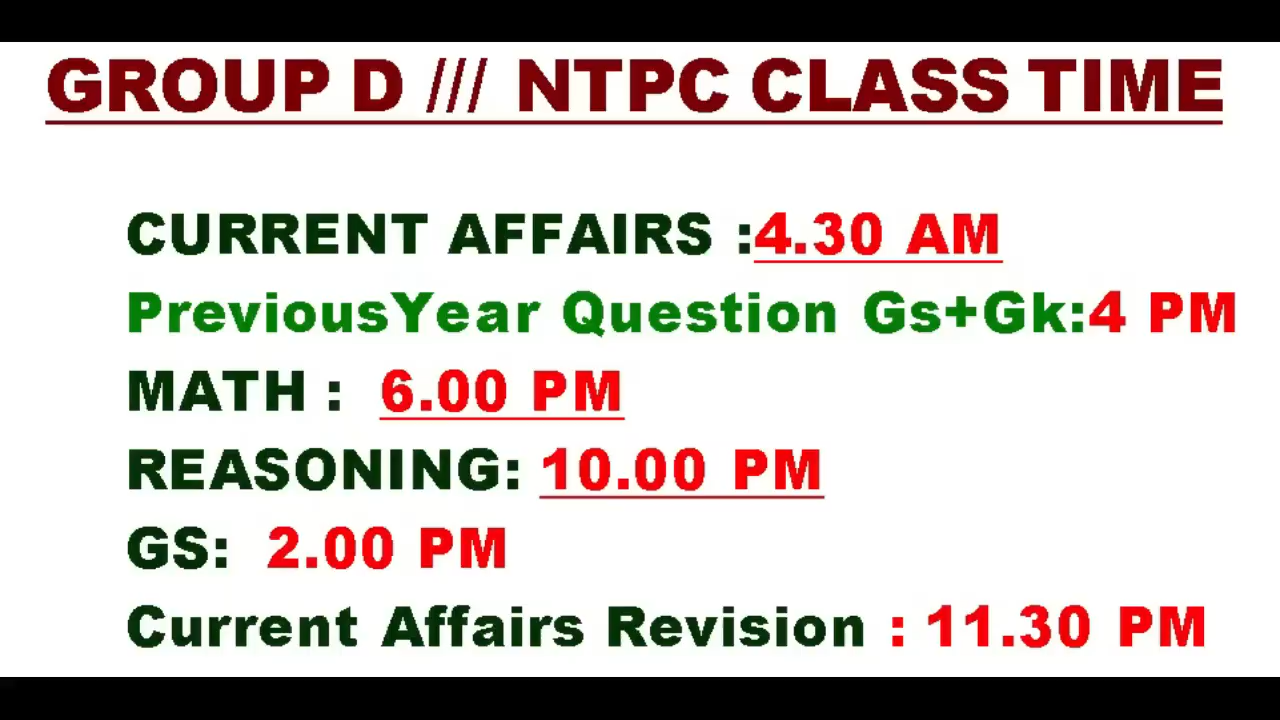 GROUP D /// NTPC CLASS TIME
CURRENT AFFAIRS :4.30 AM
PreviousYear Question Gs+Gk:4 PM
MATH : 6.00 PM
REASONING: 10.00 PM
GS: 2.00 PM
Current Affairs Revision : 11.30 PM